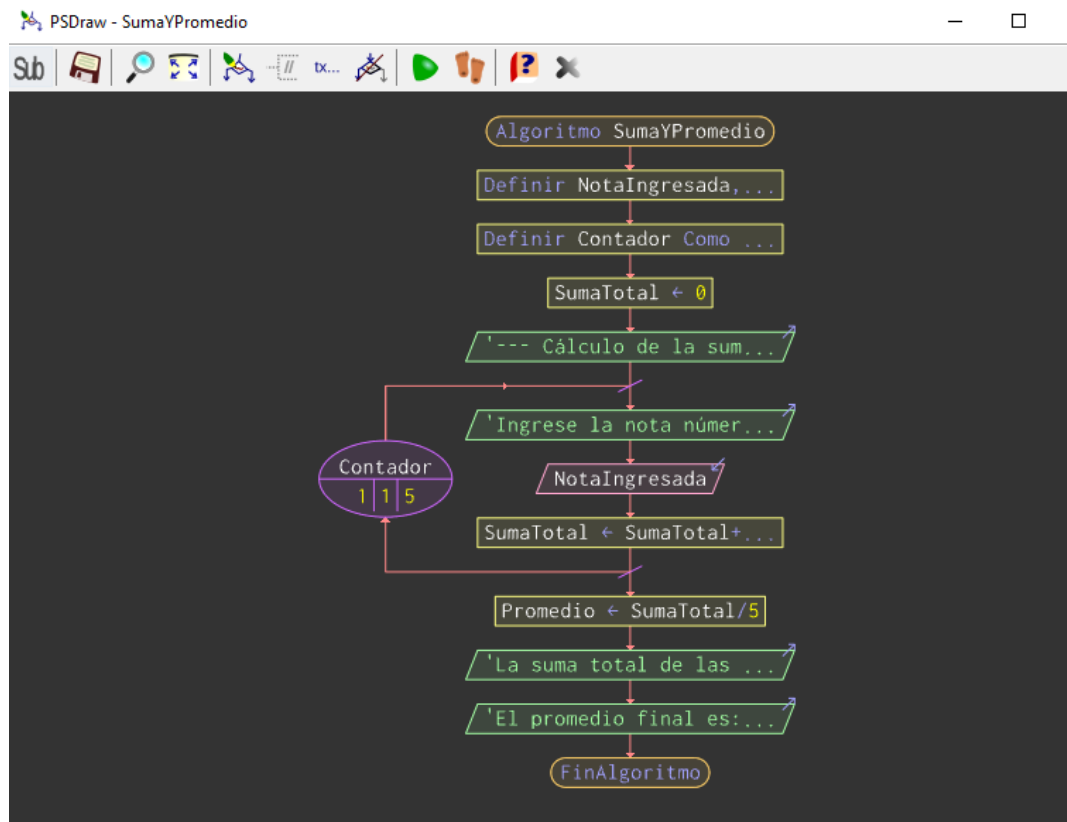 PSDraw - SumaYPromedio
Sub
tx...
Algoritmo SumaYPromedio
Definir NotaIngresada,...
Definir Contador Como ...
SumaTotal ← 0
'--- Cálculo de la sum...
'Ingrese la nota númer...
Contador
1 1 5
NotaIngresada
SumaTotal ← SumaTotal+...
Promedio ← SumaTotal/5
'La suma total de las ...
'El promedio final es:...
FinAlgoritmo